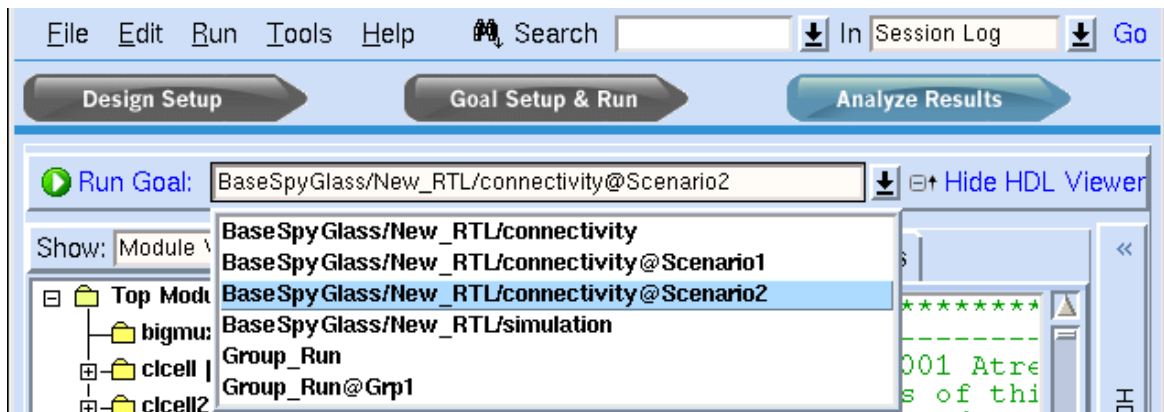 File Edit Run Tools Help Search In Session Log Go
Design Setup Goal Setup & Run Analyze Results
Run Goal: BaseSpyGlass/New_RTL/connectivity@Scenario2 Hide HDL Viewer
Show: Module
BaseSpyGlass/New_RTL/connectivity
BaseSpyGlass/New_RTL/connectivity@Scenario1
Top Modu BaseSpyGlass/New_RTL/connectivity@Scenario2
bigmu BaseSpyGlass/New_RTL/simulation
clcell Group_Run
clcell2 Group_Run@Grp1
*********
----------
001 Atre
s of thi